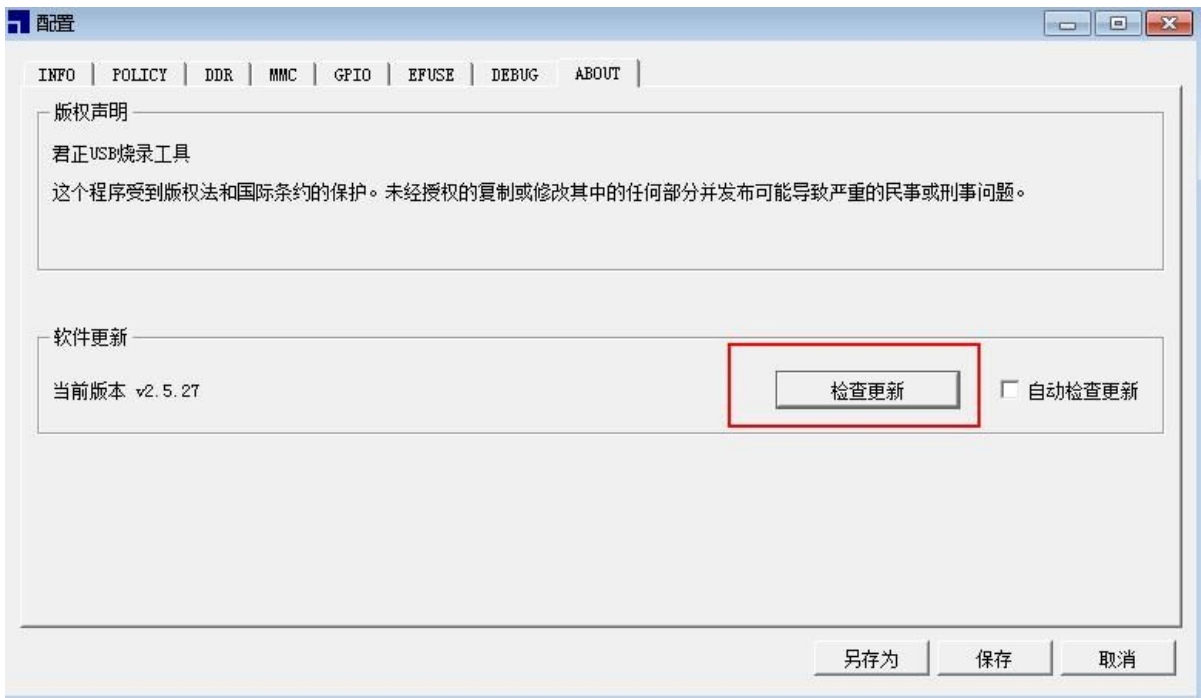 配置
INFO POLICY DDR MMC GPIO EFUSE DEBUG ABOUT
版权声明
君正USB烧录工具
这个程序受到版权法和国际条约的保护。未经授权的复制或修改其中的任何部分并发布可能导致严重的民事或刑事问题。
软件更新
当前版本 v2.5.27 检查更新 自动检查更新
另存为 保存 取消